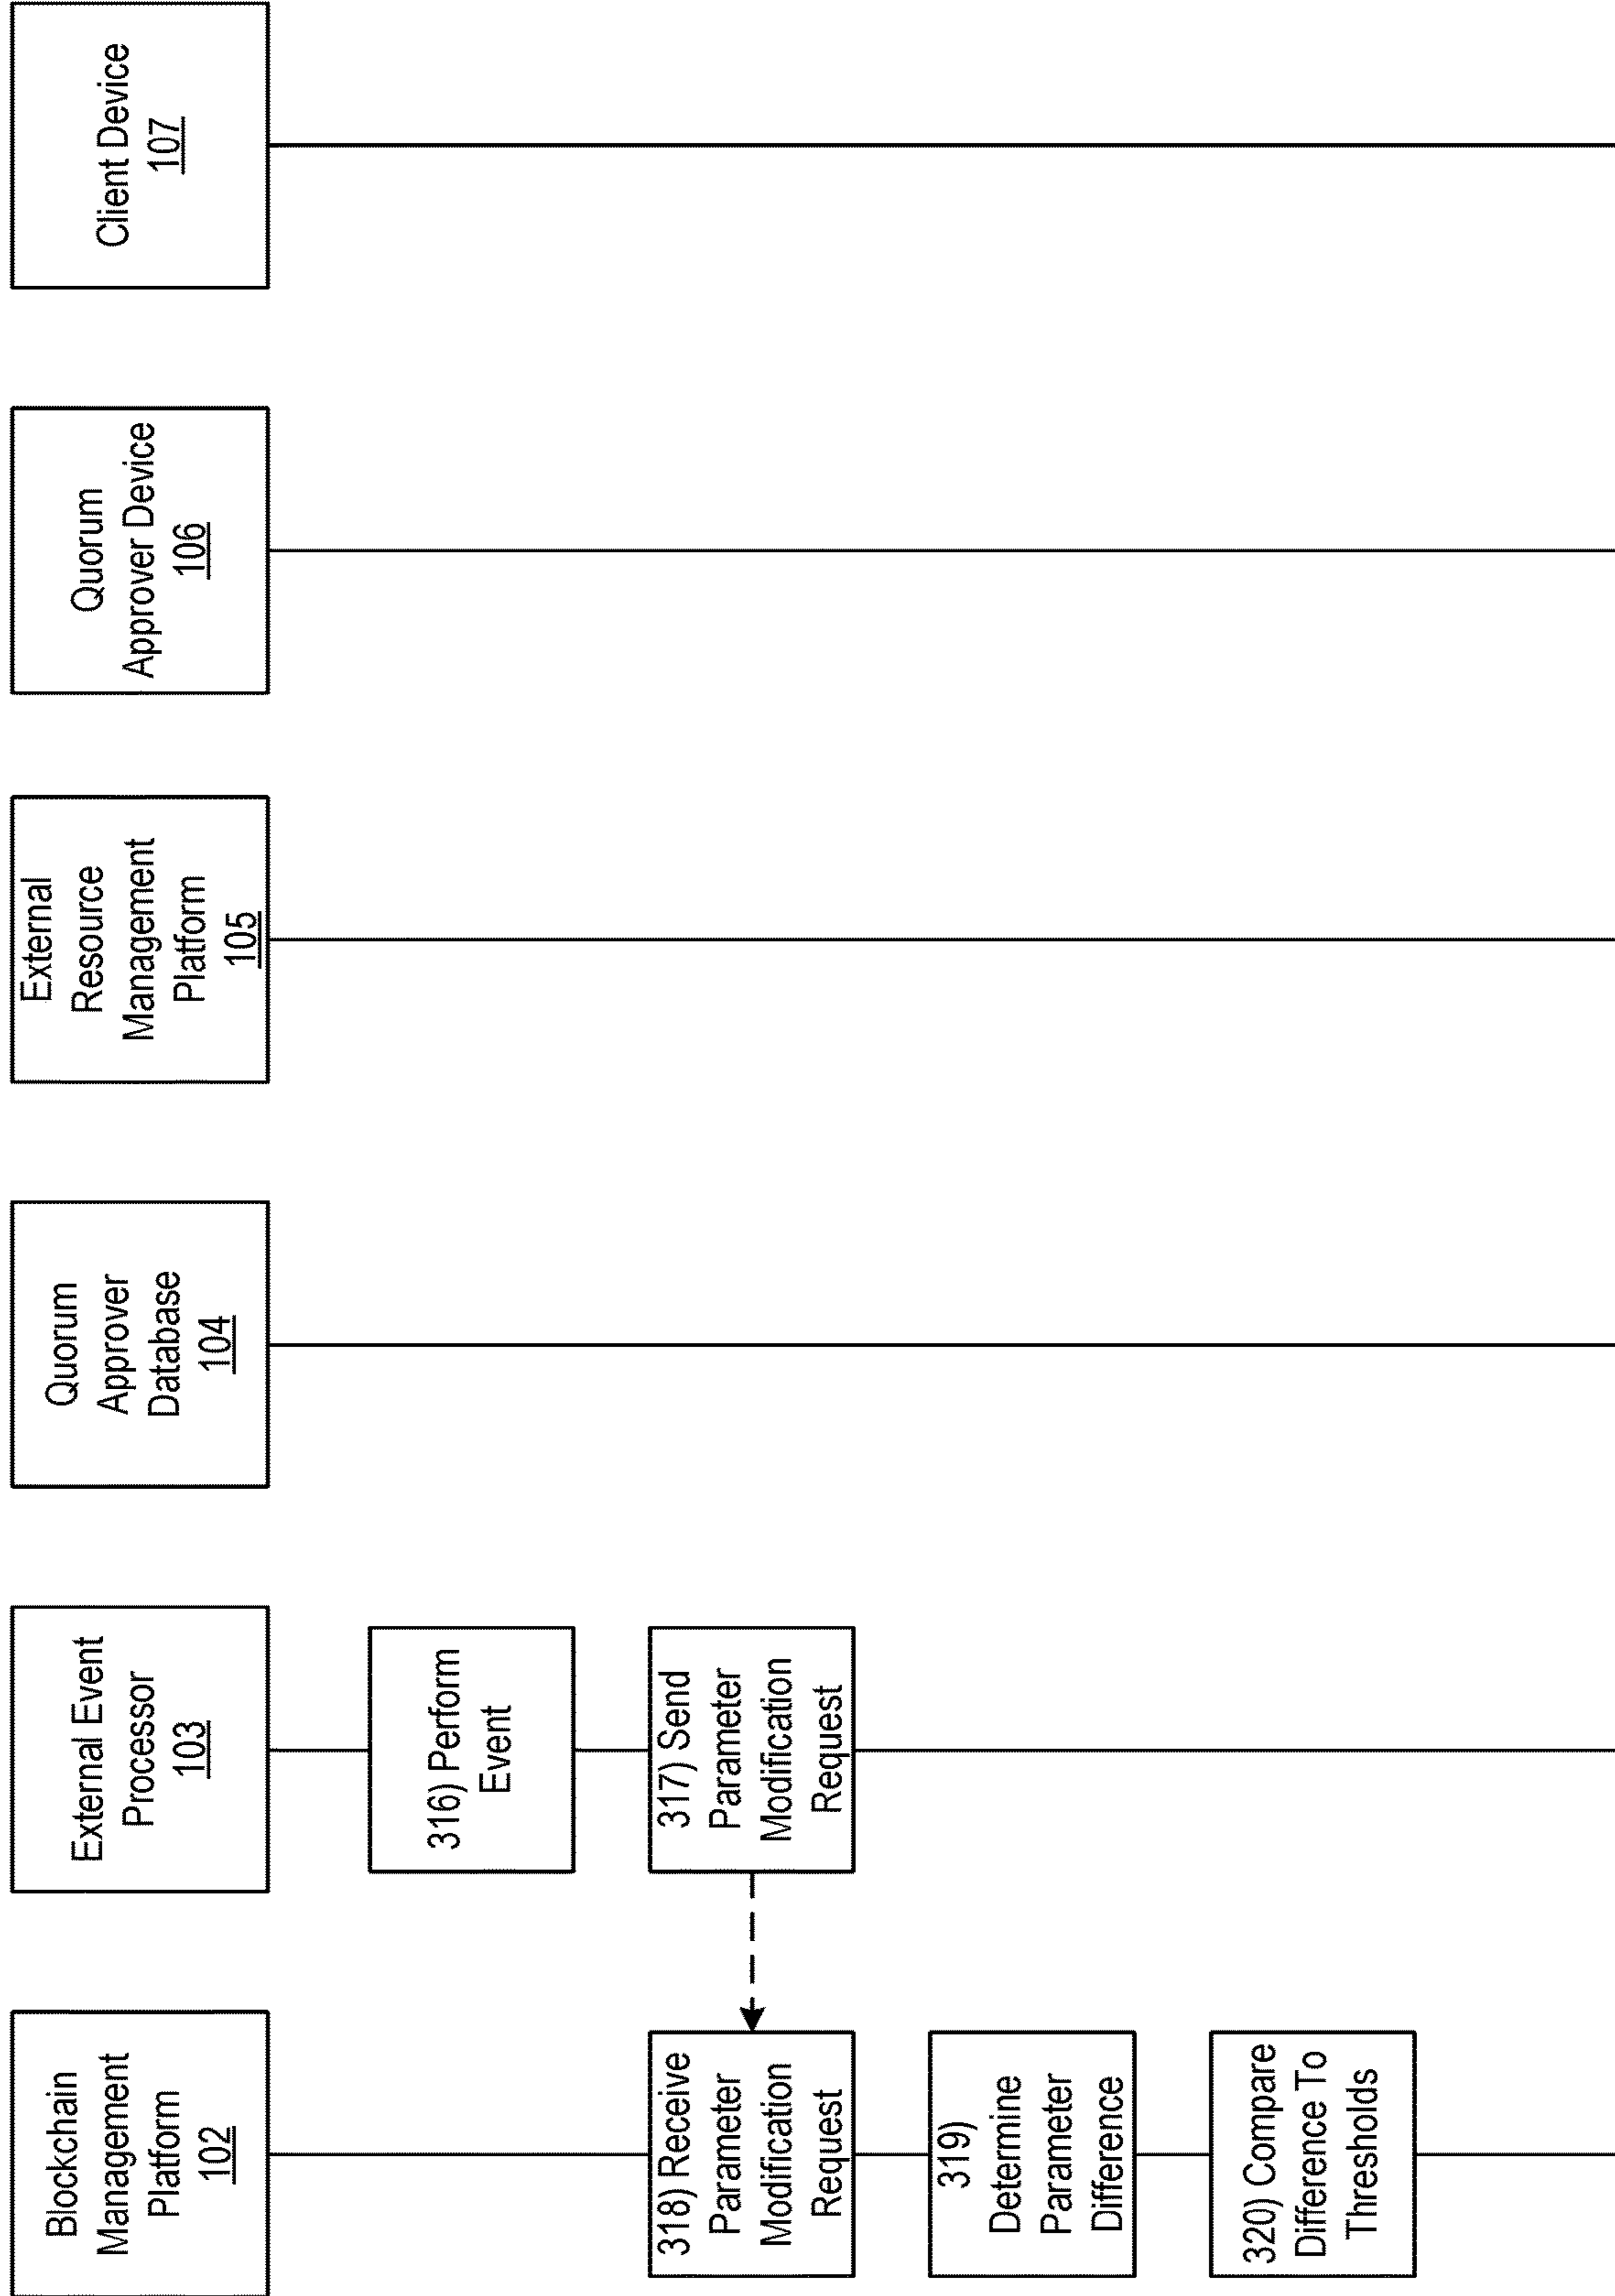 Blockchain
Management
Platform
102
External Event
Processor
103
Quorum
Approver
Database
104
External
Resource
Management
Platform
105
Quorum
Approver Device
106
Client Device
107
316) Perform
Event
317) Send
Parameter
Modification
Request
318) Receive
Parameter
Modification
Request
319)
Determine
Parameter
Difference
320) Compare
Difference To
Thresholds